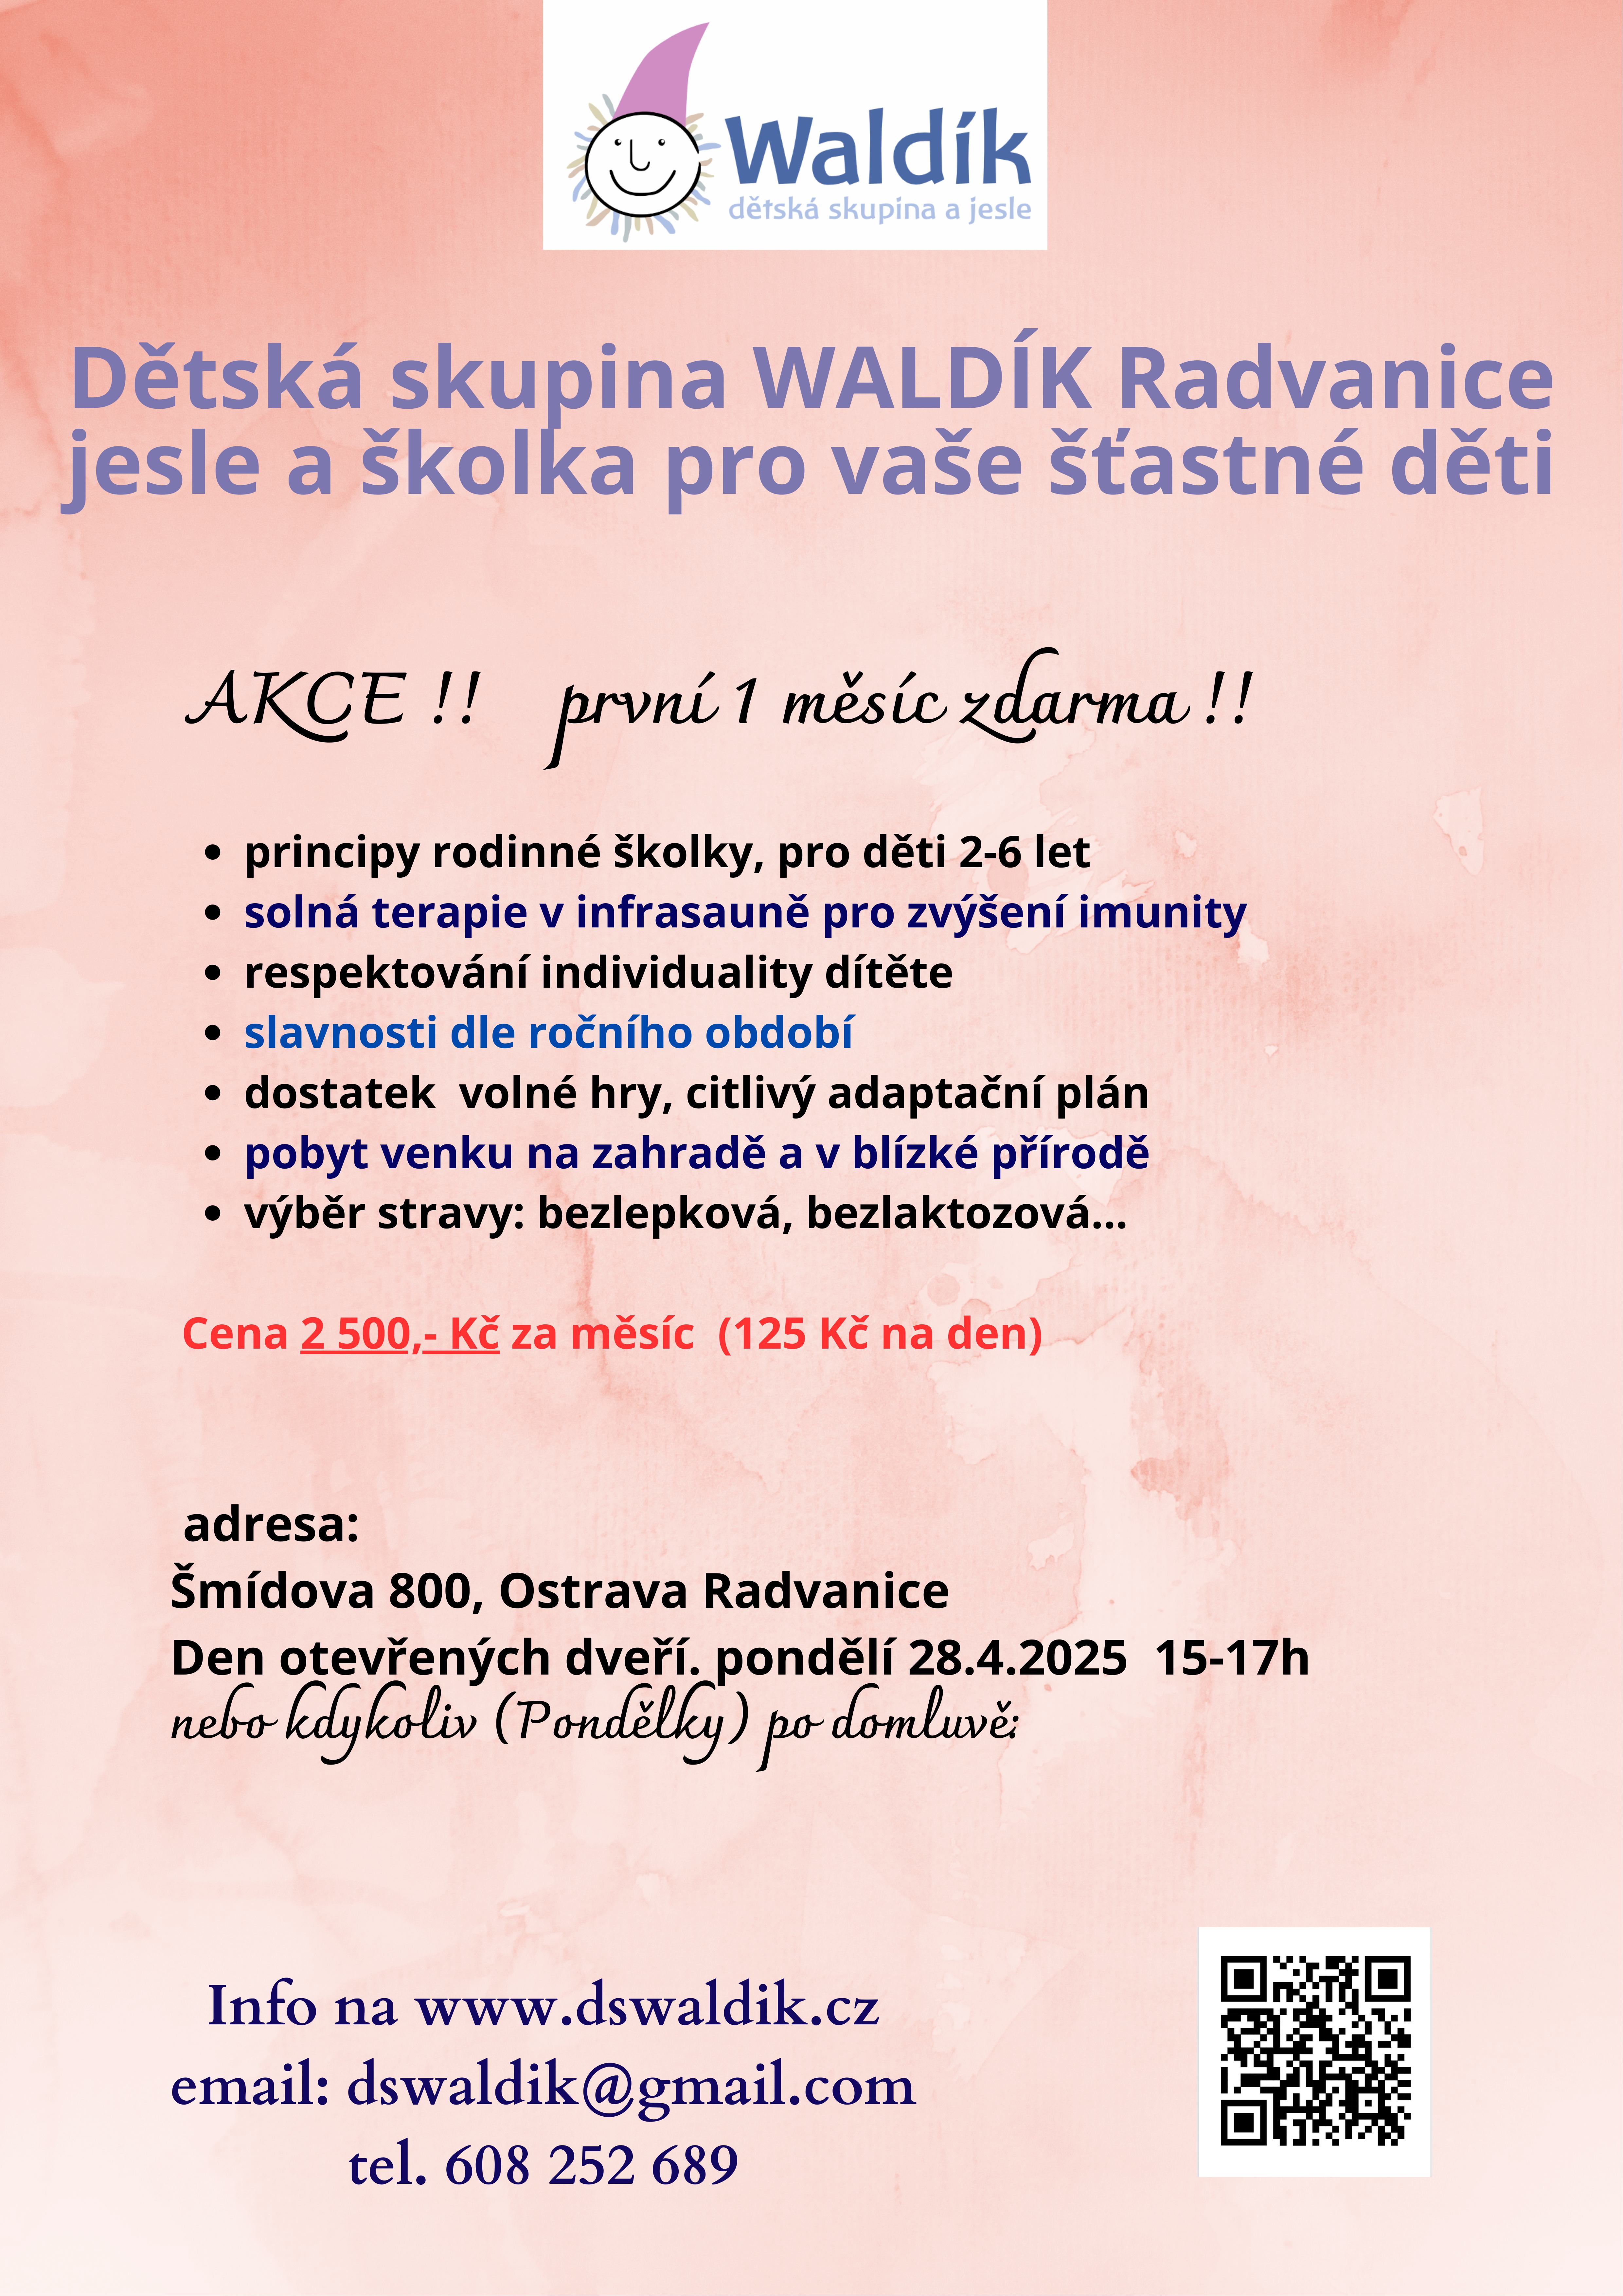 Waldík
dětská skupina a jesle
Dětská skupina WALDÍK Radvanice
jesle a školka pro vaše šťastné děti
AKCE !! první 1 měsíc zdarma !!
• principy rodinné školky, pro děti 2-6 let
• solná terapie v infrasauně pro zvýšení imunity
• respektování individuality dítěte
• slavnosti dle ročního období
• dostatek  volné hry, citlivý adaptační plán
• pobyt venku na zahradě a v blízké přírodě
• výběr stravy: bezlepková, bezlaktozová...
Cena 2 500,- Kč za měsíc  (125 Kč na den)
adresa:
Šmídova 800, Ostrava Radvanice
Den otevřených dveří. pondělí 28.4.2025  15-17h
nebo kdykoliv (Pondělky) po domluvě:
Info na www.dswaldik.cz
email: dswaldik@gmail.com
tel. 608 252 689